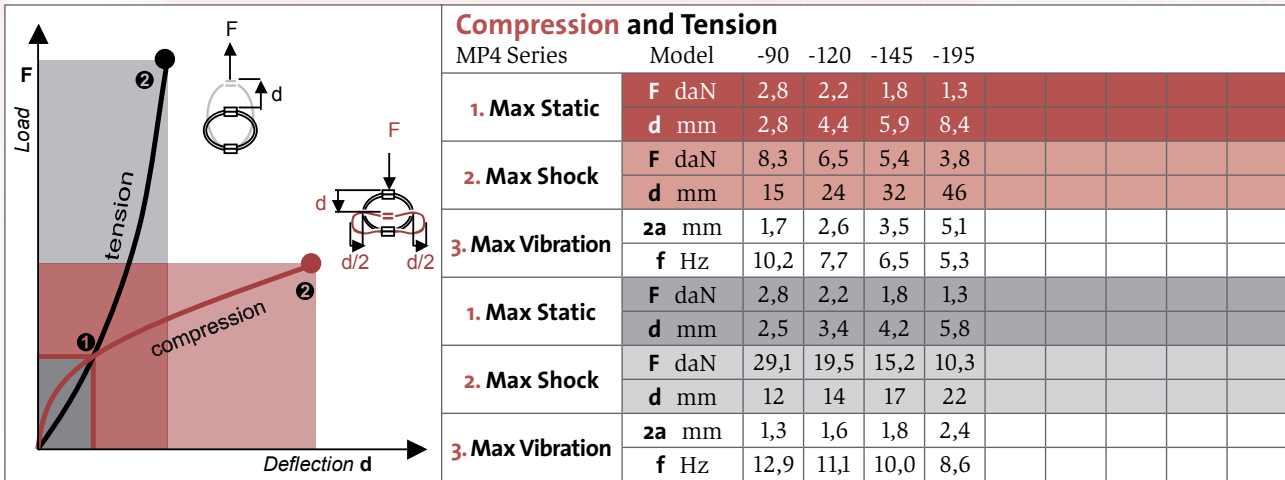 F
Load
❷
tension
❶
compression
❷
Deflection d
F
d
F
d
d/2 d/2
Compression and Tension
MP4 Series Model -90 -120 -145 -195
1. Max Static F daN 2,8 2,2 1,8 1,3
d mm 2,8 4,4 5,9 8,4
2. Max Shock F daN 8,3 6,5 5,4 3,8
d mm 15 24 32 46
3. Max Vibration 2a mm 1,7 2,6 3,5 5,1
f Hz 10,2 7,7 6,5 5,3
1. Max Static F daN 2,8 2,2 1,8 1,3
d mm 2,5 3,4 4,2 5,8
2. Max Shock F daN 29,1 19,5 15,2 10,3
d mm 12 14 17 22
3. Max Vibration 2a mm 1,3 1,6 1,8 2,4
f Hz 12,9 11,1 10,0 8,6